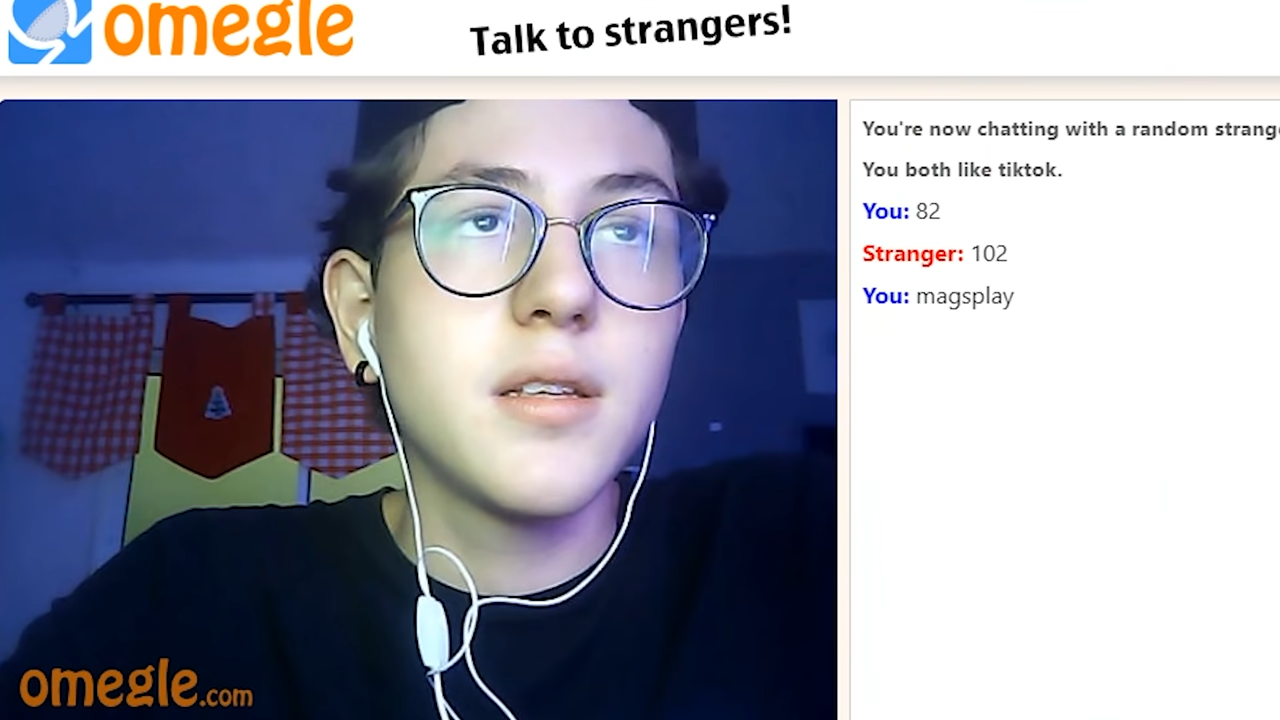 omegle
Talk to strangers!
You're now chatting with a random strang
You both like tiktok.
You: 82
Stranger: 102
You: magsplay
omegle.com